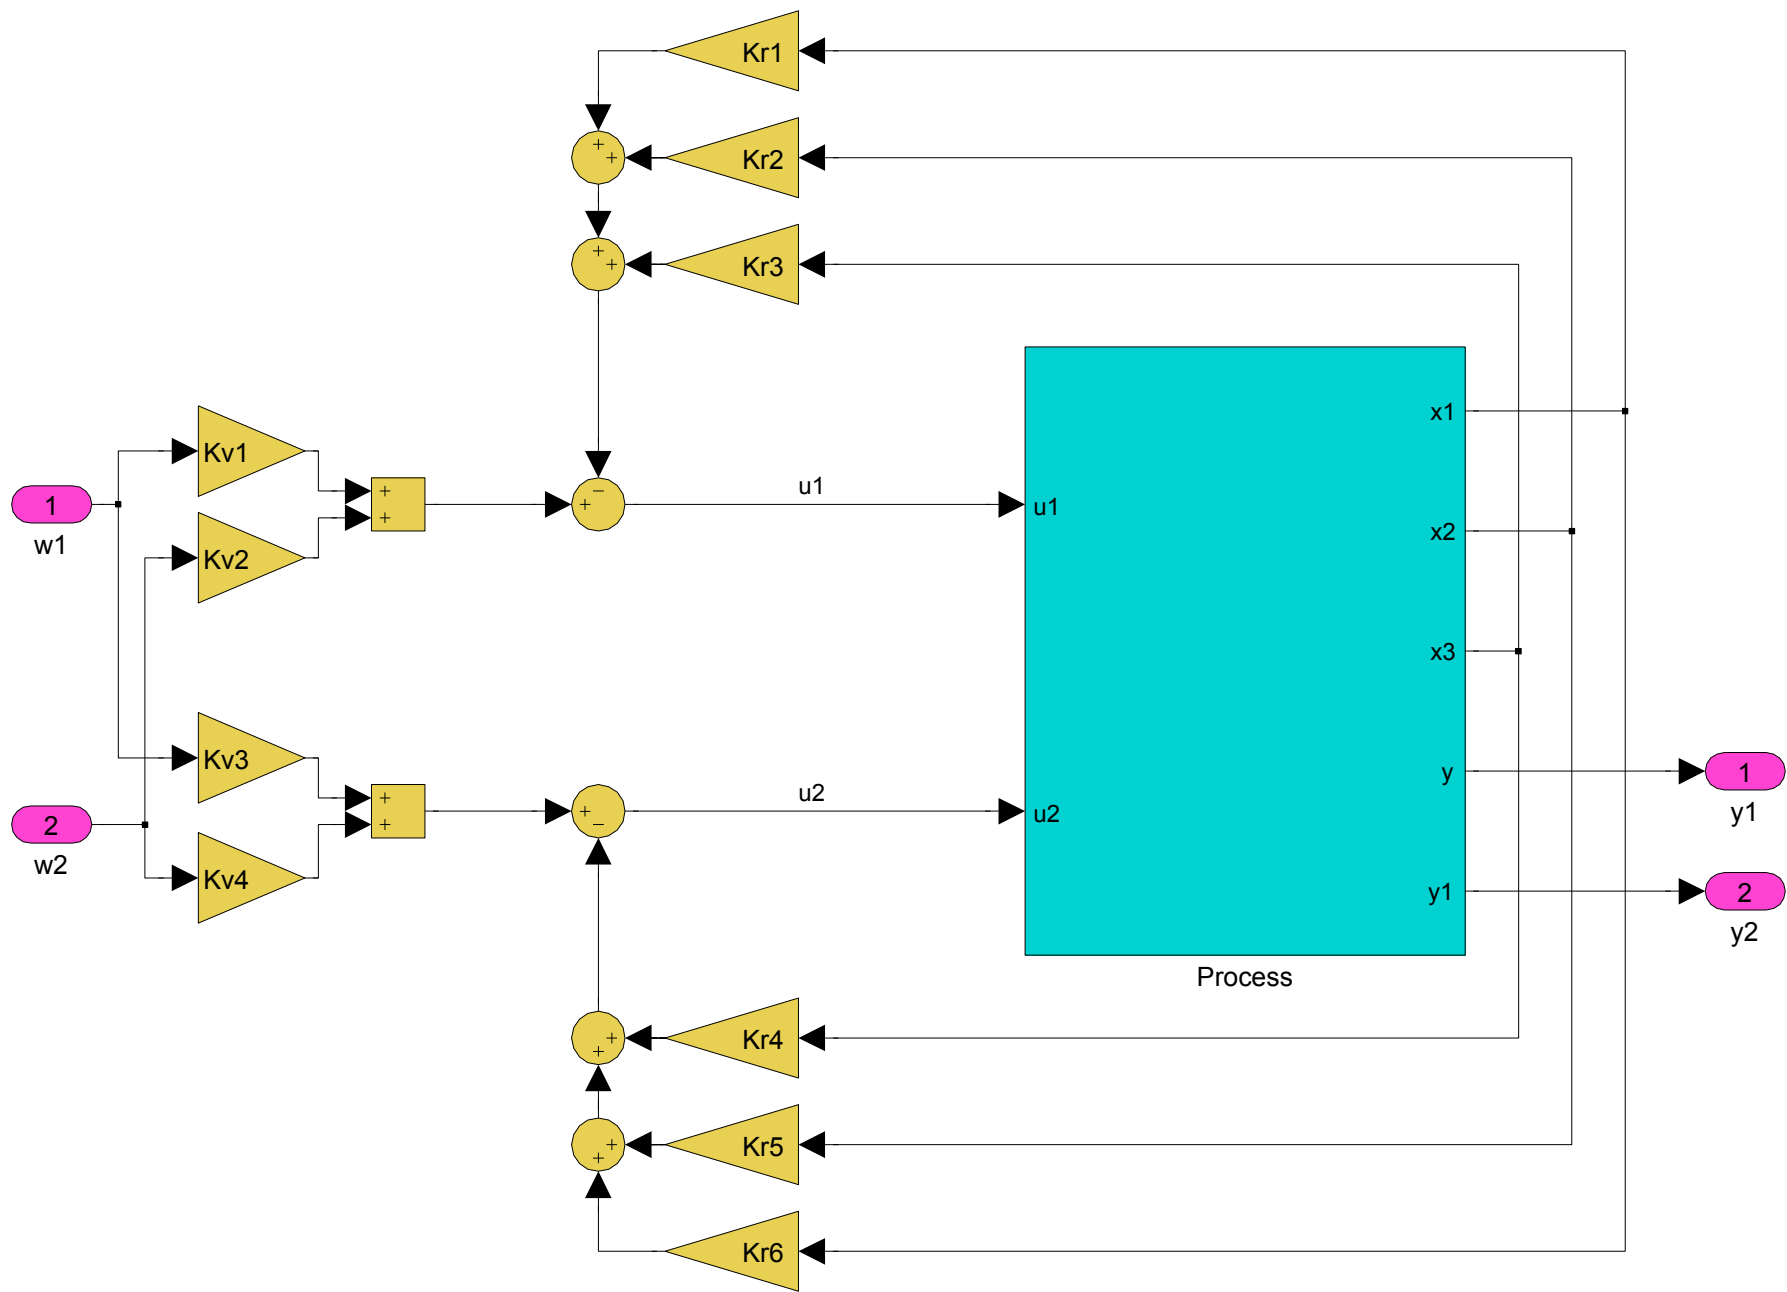 Kr1
+
+
Kr2
+
+
Kr3
x1
Kv1
+
+
−
+
u1
u1
1
w1
Kv2
x2
x3
Kv3
+
+
+
−
u2
u2
y
1
y1
2
w2
Kv4
y1
2
y2
Process
+
+
Kr4
+
+
Kr5
Kr6